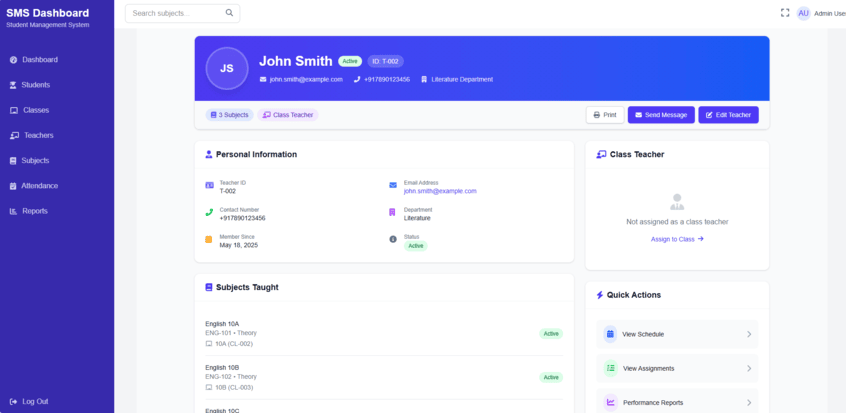 SMS Dashboard
Student Management System
Dashboard
Students
Classes
Teachers
Subjects
Attendance
Reports
Log Out
Search subjects...
AU Admin User
JS
John Smith Active ID: T-002
john.smith@example.com +917890123456 Literature Department
3 Subjects Class Teacher
Print Send Message Edit Teacher
Personal Information
Teacher ID
T-002
Email Address
john.smith@example.com
Contact Number
+917890123456
Department
Literature
Member Since
May 18, 2025
Status
Active
Subjects Taught
English 10A
ENG-101 • Theory
10A (CL-002)
Active
English 10B
ENG-102 • Theory
10B (CL-003)
Active
English 10C
Class Teacher
Not assigned as a class teacher
Assign to Class
Quick Actions
View Schedule
View Assignments
Performance Reports